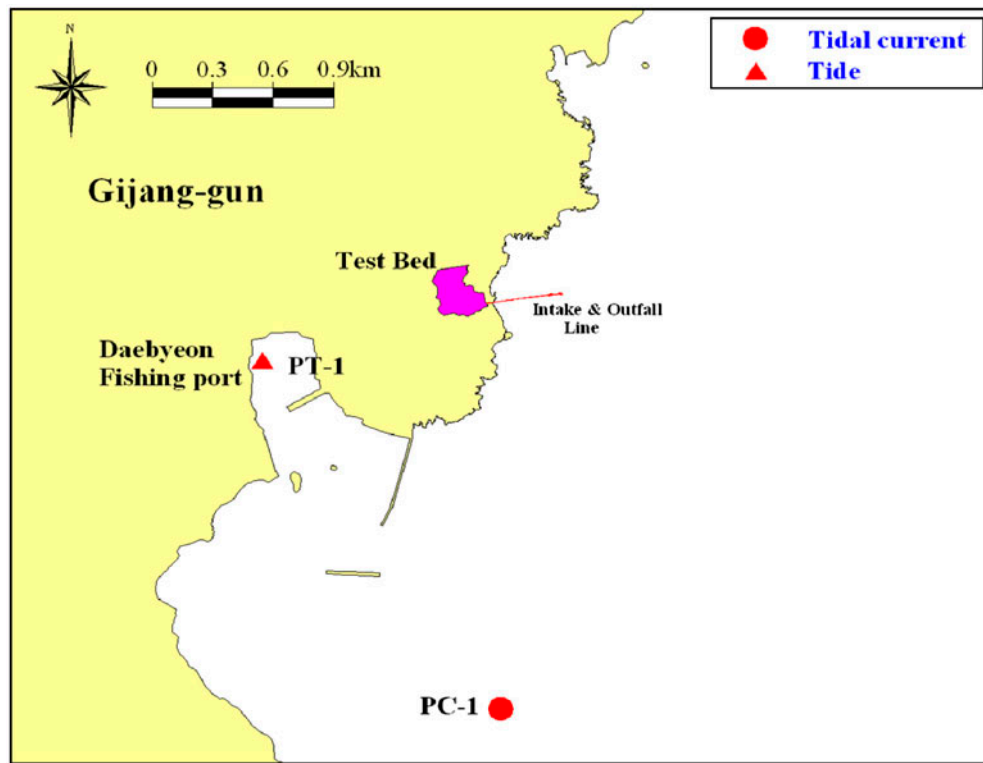 N
Tidal current
Tide
0 0.3 0.6 0.9km
Gijang-gun
Test Bed
Intake & Outfall
Line
Daebyeon
Fishing port
PT-1
PC-1